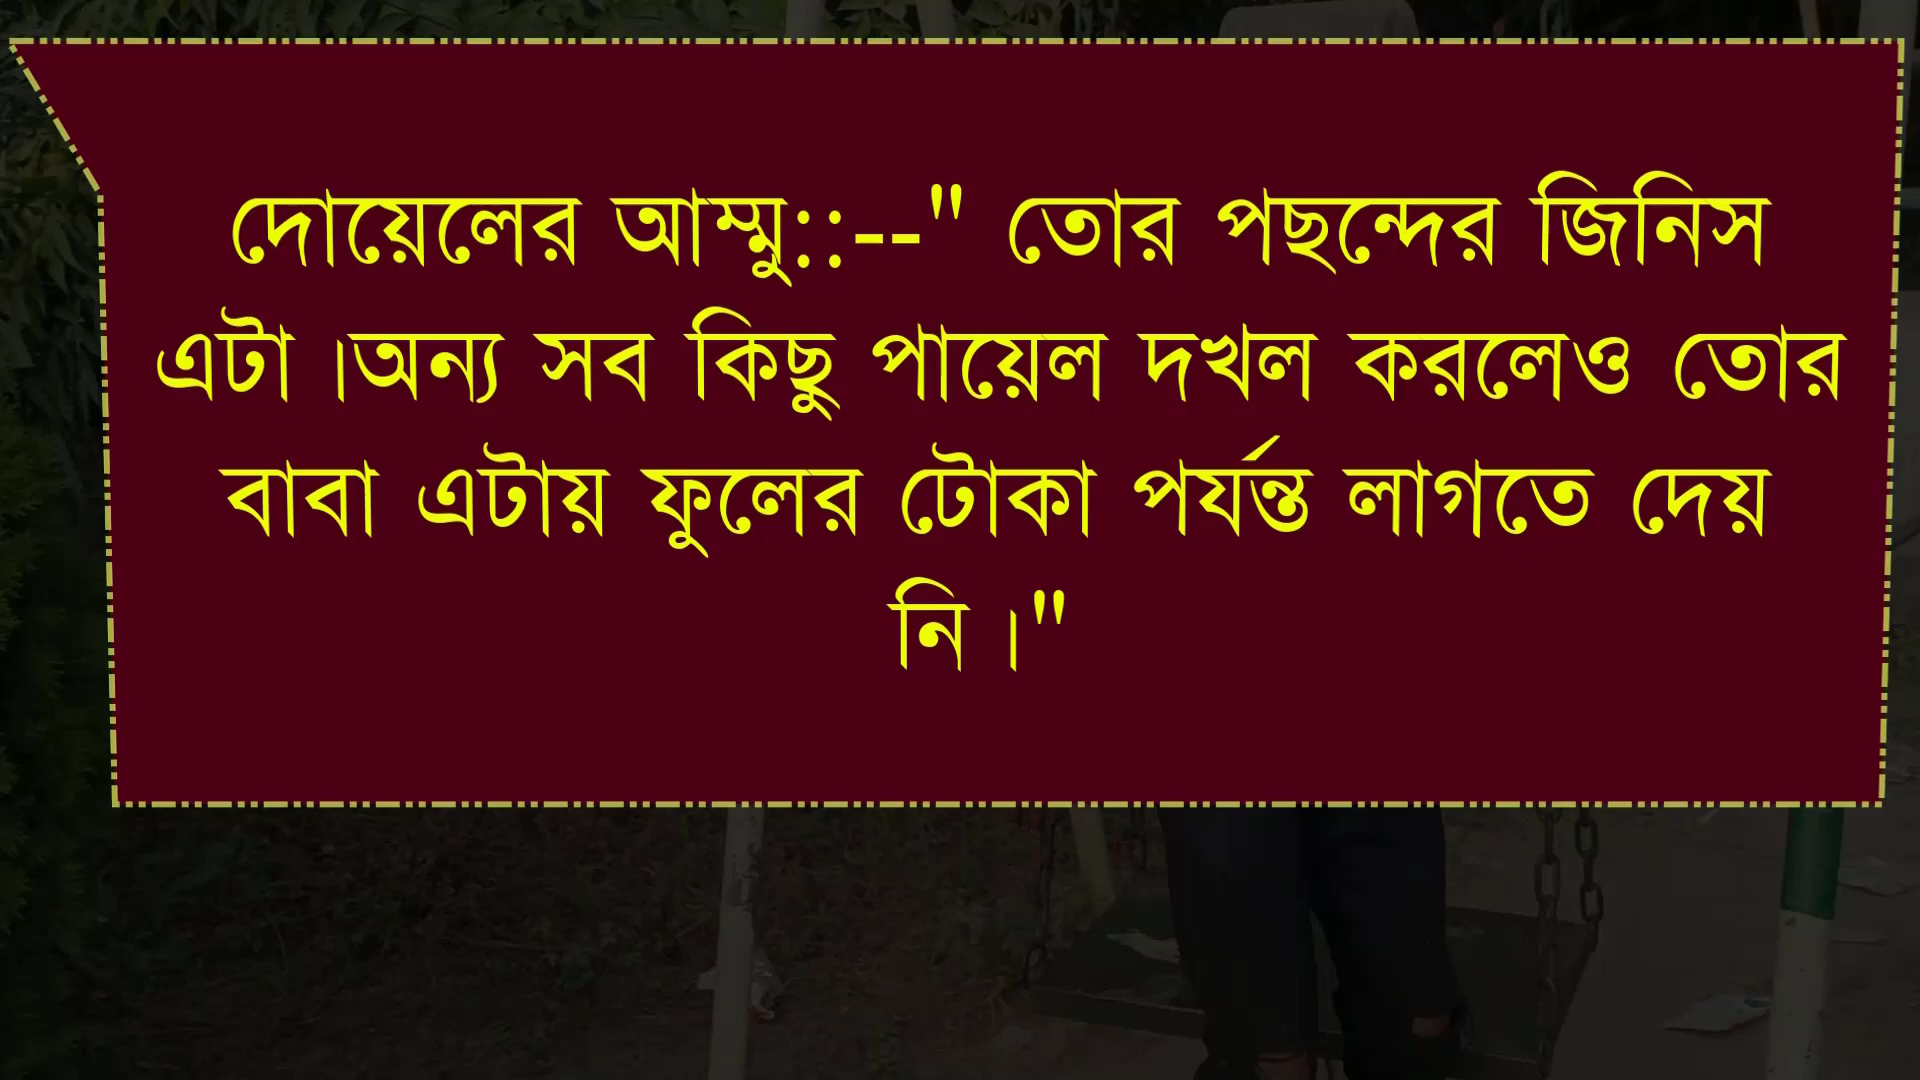 দোয়েলের আম্মু::--" তোর পছন্দের জিনিস
এটা।অন্য সব কিছু পায়েল দখল করলেও তোর
বাবা এটায় ফুলের টোকা পর্যন্ত লাগতে দেয়
নি।"